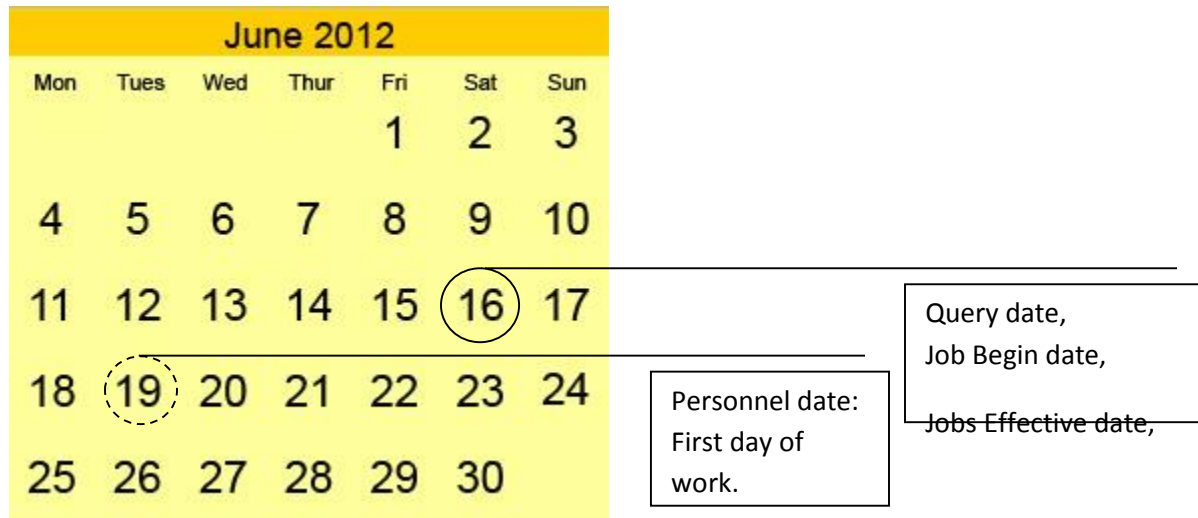 June 2012
Mon Tues Wed Thur Fri Sat Sun
1 2 3
4 5 6 7 8 9 10
11 12 13 14 15 16 17
18 19 20 21 22 23 24
25 26 27 28 29 30
Query date,
Job Begin date,
Jobs Effective date,
Personnel date:
First day of
work.